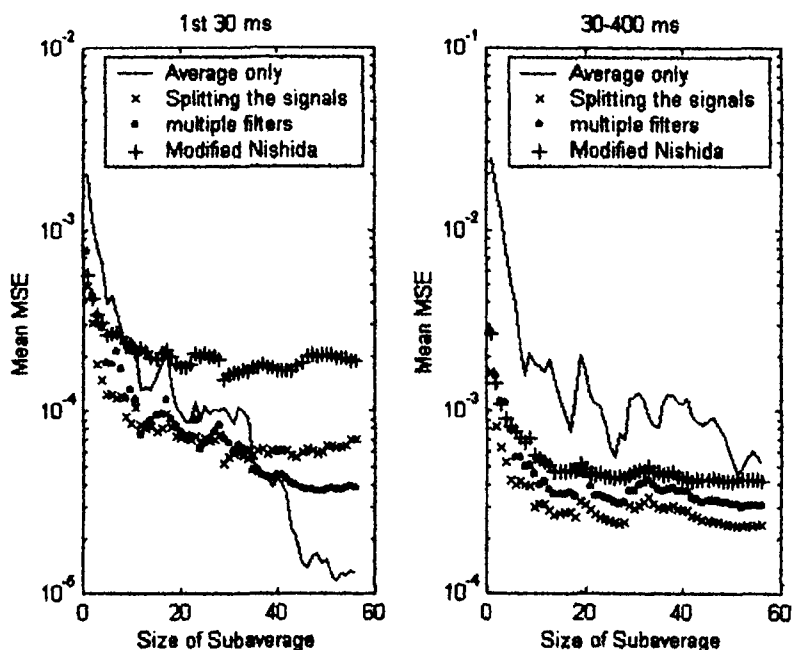 1st 30 ms
10^-2
Average only
Splitting the signals
multiple filters
Modified Nishida
10^-3
Mean MSE
10^-4
10^-5
10^-6
0
20
40
60
Size of Subaverage
30-400 ms
10^-1
Average only
Splitting the signals
multiple filters
Modified Nishida
10^-2
Mean MSE
10^-3
10^-4
0
20
40
60
Size of Subaverage